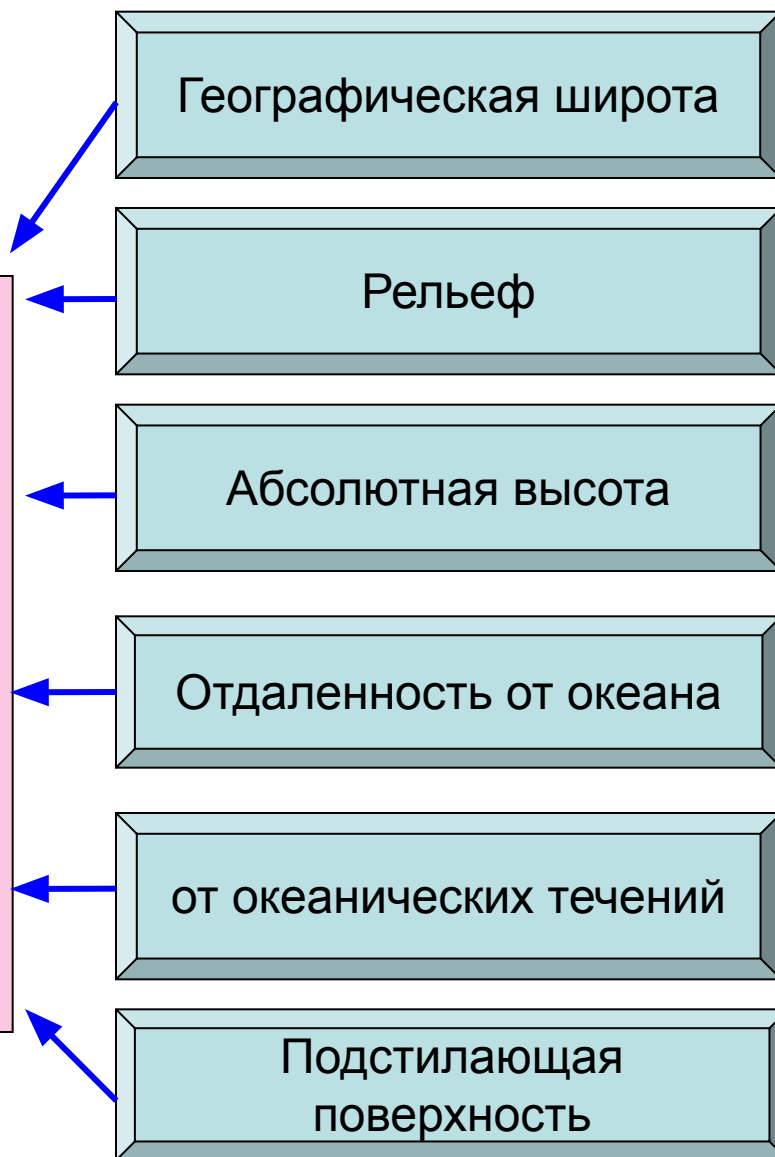 Географическая широта
Рельеф
Абсолютная высота
Отдаленность от океана
от океанических течений
Подстилающая
поверхность